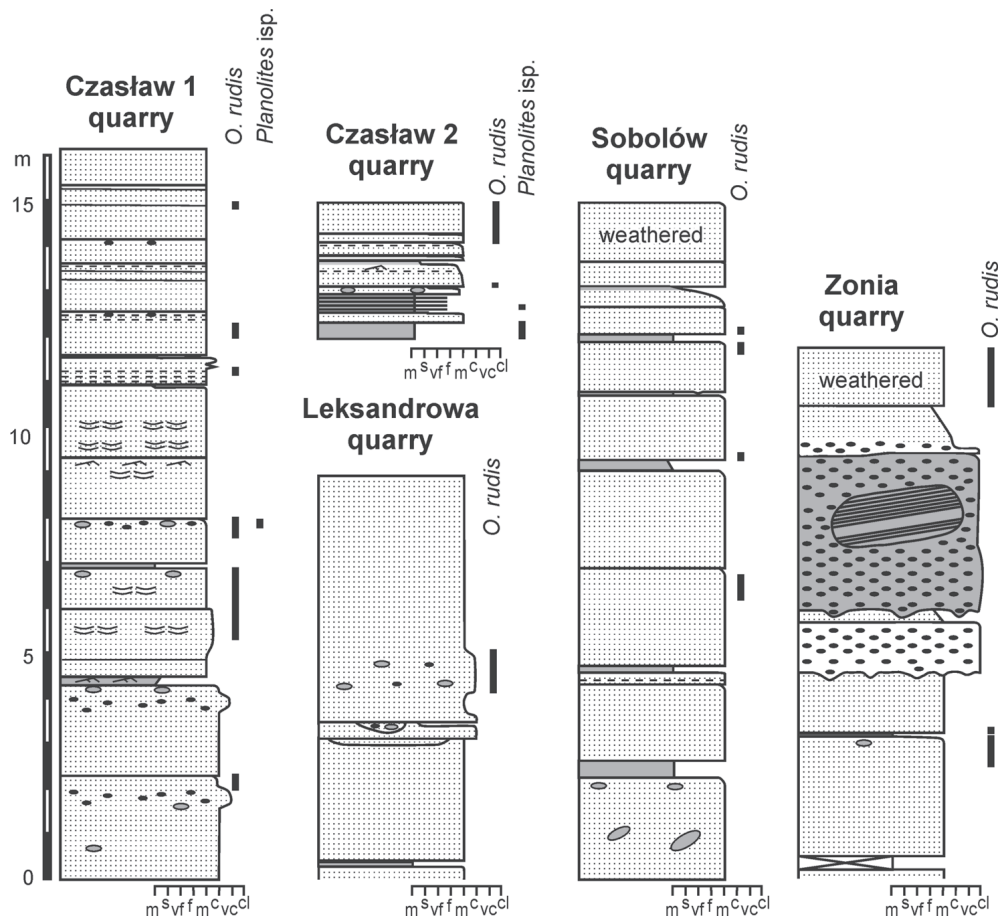 Czasław 1
quarry
O. rudis
Planolites isp.
m
15
10
5
0
m s vf f m c vc cl
Czasław 2
quarry
O. rudis
Planolites isp.
m s vf f m c vc cl
Leksandrowa
quarry
O. rudis
m s vf f m c vc cl
Sobolów
quarry
O. rudis
weathered
m s vf f m c vc cl
Zonia
quarry
O. rudis
weathered
m s vf f m c vc cl